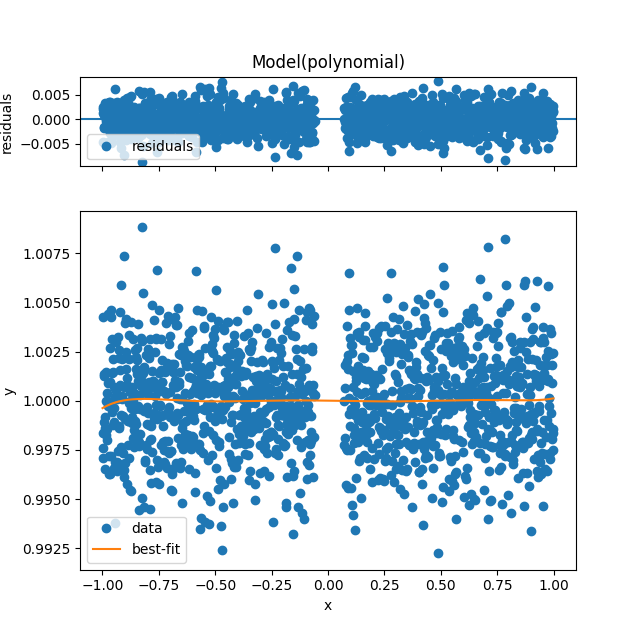 Model(polynomial)
0.005
0.000
−0.005
residuals
residuals
1.0075
1.0050
1.0025
1.0000
0.9975
0.9950
0.9925
y
data
best-fit
−1.00 −0.75 −0.50 −0.25 0.00 0.25 0.50 0.75 1.00
x